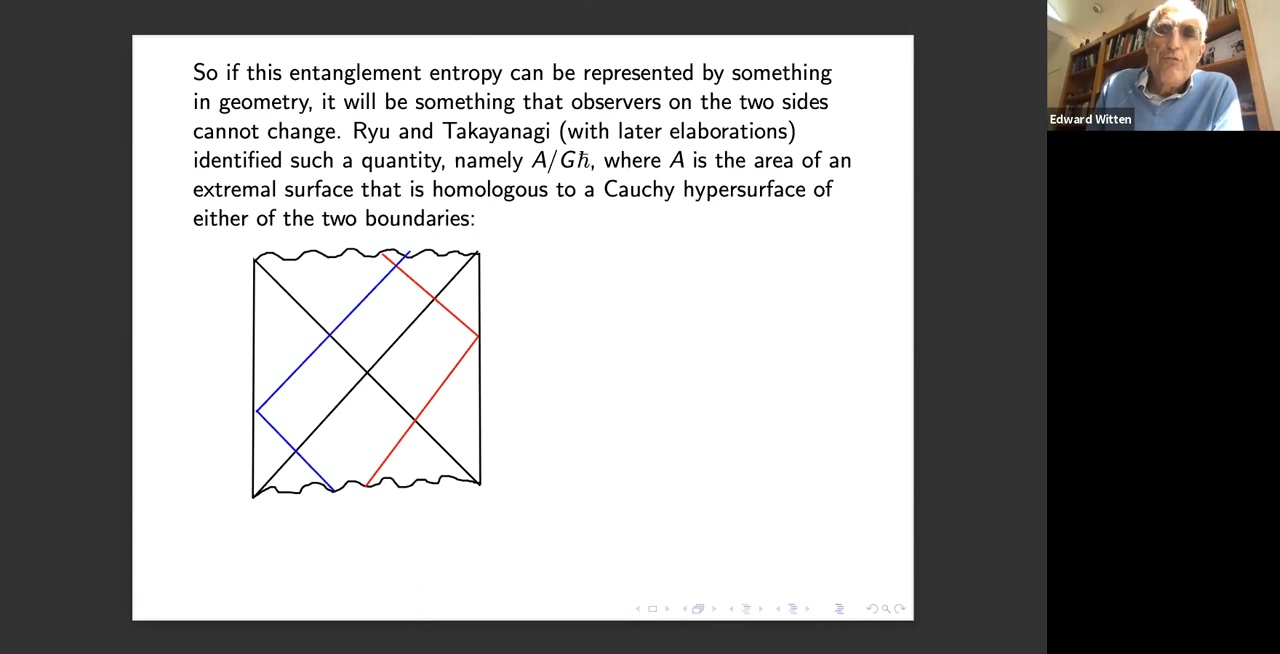 So if this entanglement entropy can be represented by something
in geometry, it will be something that observers on the two sides
cannot change. Ryu and Takayanagi (with later elaborations)
identified such a quantity, namely A/Għ, where A is the area of an
extremal surface that is homologous to a Cauchy hypersurface of
either of the two boundaries:
Edward Witten